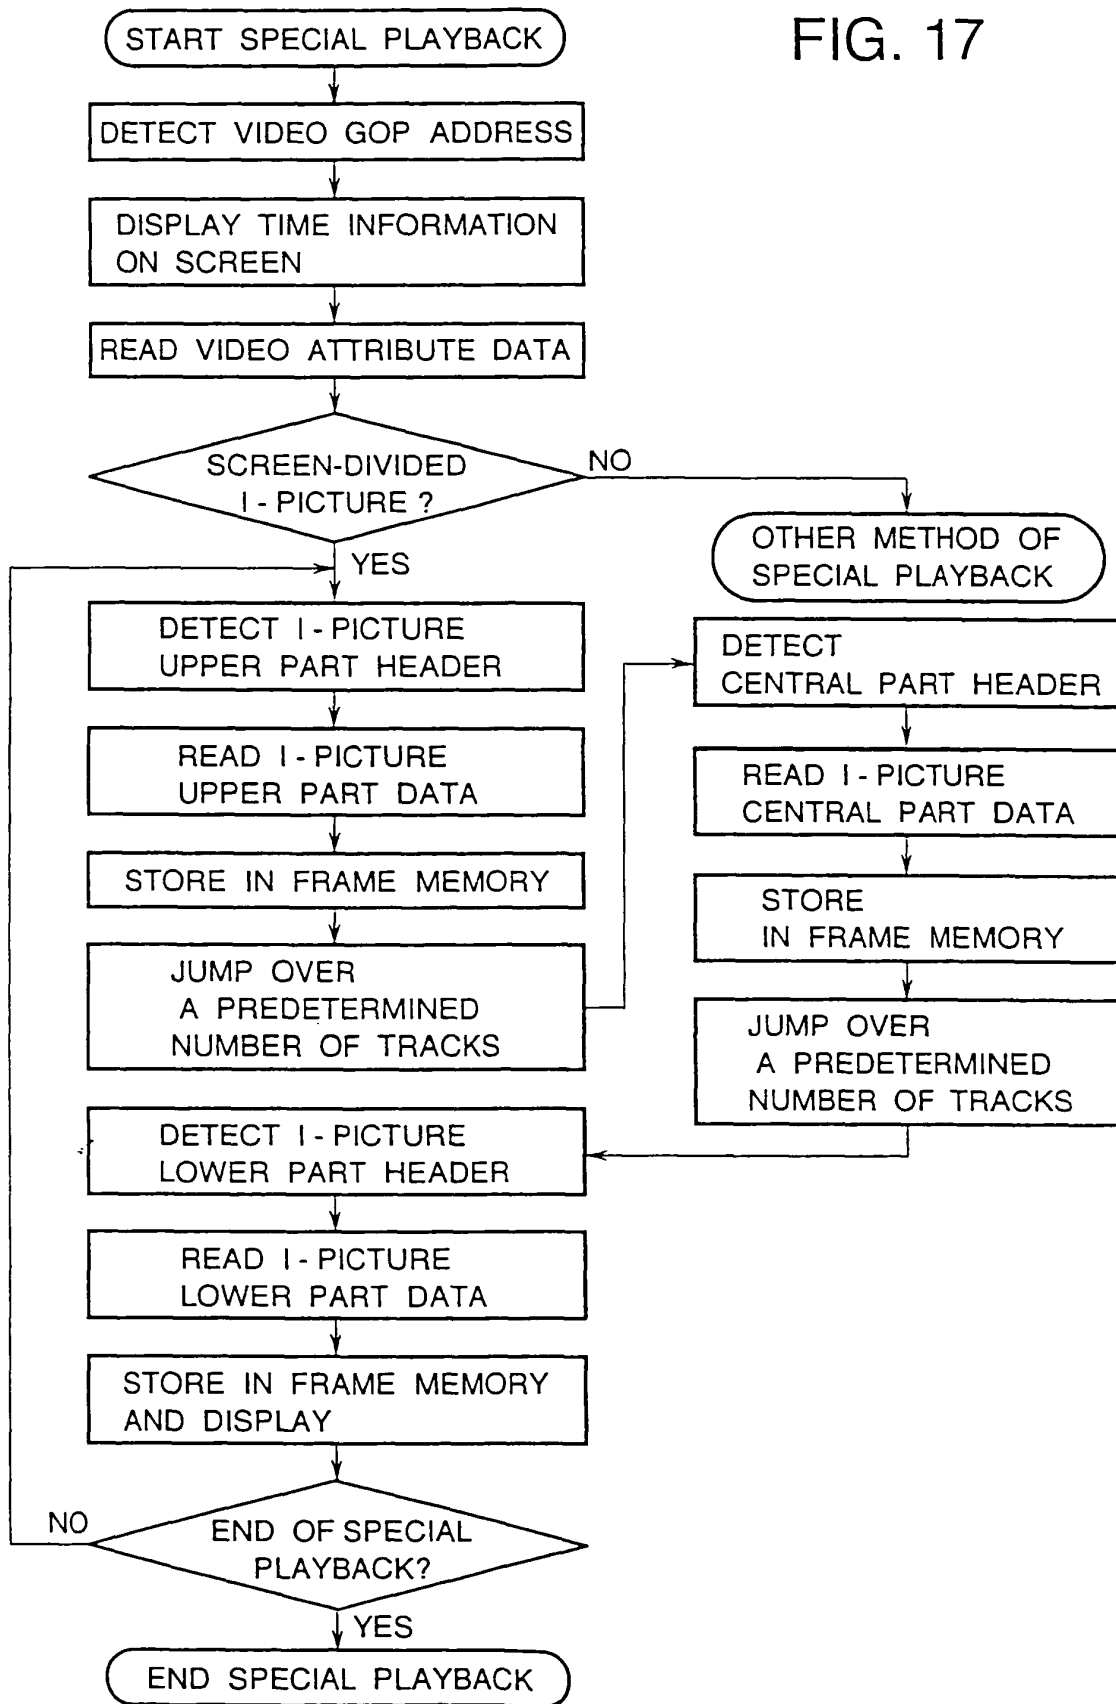 FIG. 17
START SPECIAL PLAYBACK
DETECT VIDEO GOP ADDRESS
DISPLAY TIME INFORMATION
ON SCREEN
READ VIDEO ATTRIBUTE DATA
SCREEN-DIVIDED
I - PICTURE ?
NO
YES
OTHER METHOD OF
SPECIAL PLAYBACK
DETECT I - PICTURE
UPPER PART HEADER
READ I - PICTURE
UPPER PART DATA
STORE IN FRAME MEMORY
JUMP OVER
A PREDETERMINED
NUMBER OF TRACKS
DETECT
CENTRAL PART HEADER
READ I - PICTURE
CENTRAL PART DATA
STORE
IN FRAME MEMORY
JUMP OVER
A PREDETERMINED
NUMBER OF TRACKS
DETECT I - PICTURE
LOWER PART HEADER
READ I - PICTURE
LOWER PART DATA
STORE IN FRAME MEMORY
AND DISPLAY
END OF SPECIAL
PLAYBACK?
NO
YES
END SPECIAL PLAYBACK